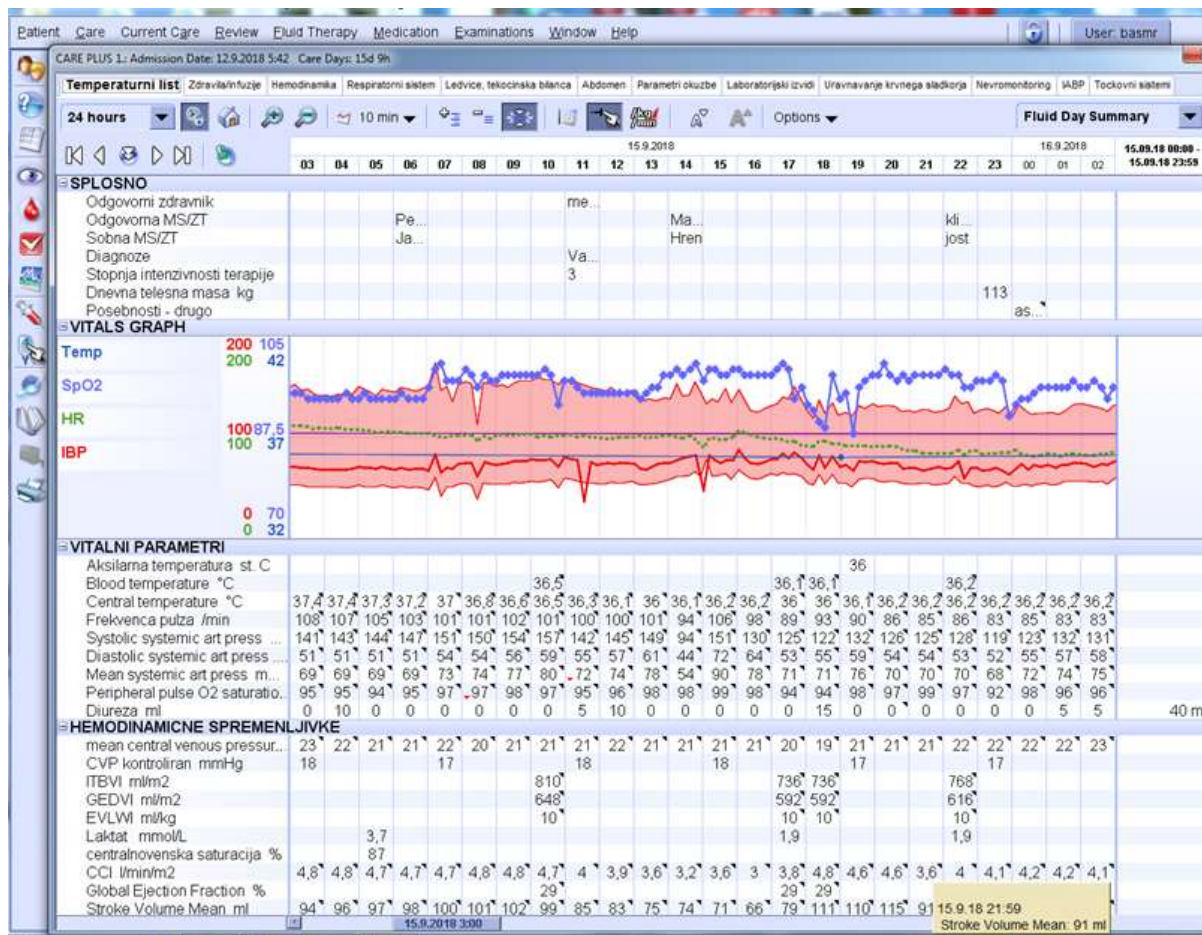 Patient Care Current Care Review Fluid Therapy Medication Examinations Window Help User: basmr
CARE PLUS 1.: Admission Date: 12.9.2018 5:42 Care Days: 15d 9h
Temperaturni list Zdravila/infuzije Hemodinamika Respiratorni sistem Ledvice, tekocinska bilanca Abdomen Parametri okuzbe Laboratorijski izvidi Uravnavanje krvnega sladkorja Nevromonitoring IABP Tockovni sistemi
24 hours 10 min Options Fluid Day Summary
15.9.2018 16.9.2018 15.09.18 00:00 -
03 04 05 06 07 08 09 10 11 12 13 14 15 16 17 18 19 20 21 22 23 00 01 02 15.09.18 23:59
SPLOSNO
Odgovorni zdravnik me...
Odgovorna MS/ZT Pe... Ma... kli...
Sobna MS/ZT Ja... Hren jost
Diagnoze Va...
Stopnja intenzivnosti terapije 3
Dnevna telesna masa kg 113
Posebnosti - drugo as...
VITALS GRAPH
Temp 200 105
200 42
SpO2
HR
100 87,5
100 37
IBP
0 70
0 32
VITALNI PARAMETRI
Aksilarna temperatura st. C 36
Blood temperature °C 36,5 36,1 36,1 36,2
Central temperature °C 37,4 37,4 37,3 37,2 37 36,8 36,6 36,5 36,3 36,1 36 36,1 36,2 36,2 36 36 36,1 36,2 36,2 36,2 36,2 36,2 36,2 36,2
Frekvenca pulza /min 108 107 105 103 101 101 102 101 100 100 101 94 106 98 89 93 90 86 85 86 83 85 83 83
Systolic systemic art press ... 141 143 144 147 151 150 154 157 142 145 149 94 151 130 125 122 132 126 125 128 119 123 132 131
Diastolic systemic art press ... 51 51 51 51 54 54 56 59 55 57 61 44 72 64 53 55 59 54 54 53 52 55 57 58
Mean systemic art press m... 69 69 69 69 73 74 77 80 72 74 78 54 90 78 71 71 76 70 70 70 68 72 74 75
Peripheral pulse O2 saturatio... 95 95 94 95 97 97 98 97 95 96 98 98 98 98 94 94 98 97 99 97 92 98 96 96
Diureza ml 0 10 0 0 0 0 0 0 5 10 0 0 0 0 0 15 0 0 0 0 0 0 5 5 40 m
HEMODINAMICNE SPREMENLJIVKE
mean central venous pressur... 23 22 21 21 22 20 21 21 21 22 21 21 21 21 20 19 21 21 21 22 22 22 22 23
CVP kontroliran mmHg 18 17 18 18 17 17
ITBVI ml/m2 810 736 736 768
GEDVI ml/m2 648 592 592 616
EVLWI ml/kg 10 10 10 10
Laktat mmol/L 3,7 1,9 1,9
centralnovenska saturacija % 87
CCI l/min/m2 4,8 4,8 4,7 4,7 4,7 4,8 4,8 4,7 4 3,9 3,6 3,2 3,6 3 3,8 4,8 4,6 4,6 3,6 4 4,1 4,2 4,2 4,1
Global Ejection Fraction % 29 29 29
Stroke Volume Mean ml 94 96 97 98 100 101 102 99 85 83 75 74 71 66 79 111 110 115 91
15.9.18 21:59
Stroke Volume Mean: 91 ml
15.9.2018 3:00